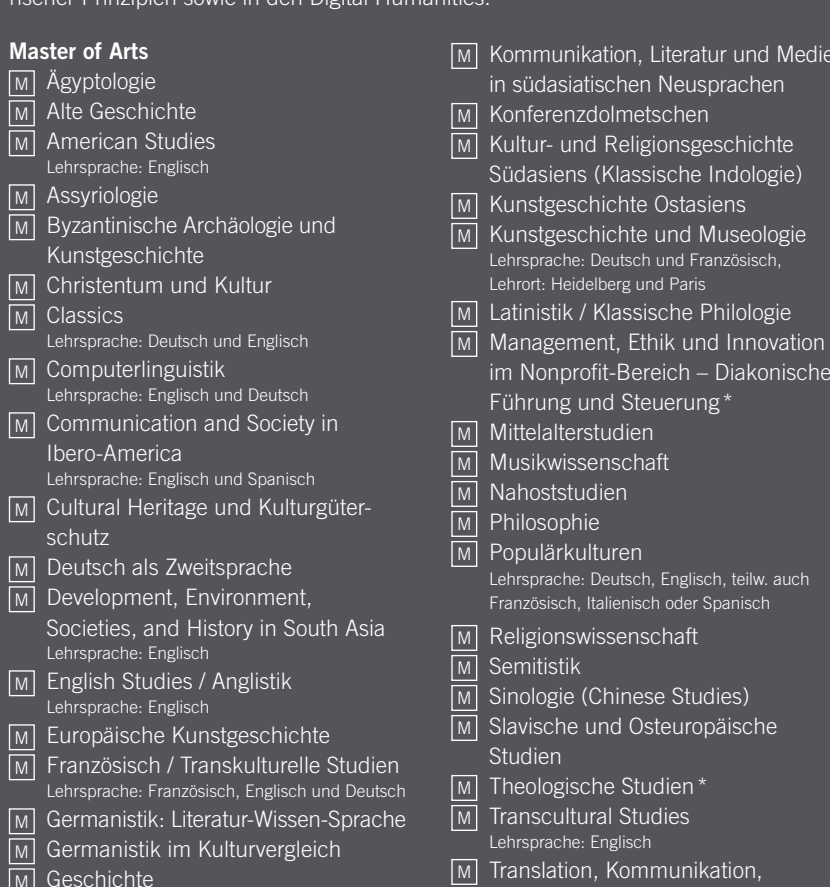 fischer Prinzipien sowie in den Digital Humanities.
Master of Arts
M Ägyptologie
M Alte Geschichte
M American Studies
Lehrsprache: Englisch
M Assyriologie
M Byzantinische Archäologie und
Kunstgeschichte
M Christentum und Kultur
M Classics
Lehrsprache: Deutsch und Englisch
M Computerlinguistik
Lehrsprache: Englisch und Deutsch
M Communication and Society in
Ibero-America
Lehrsprache: Englisch und Spanisch
M Cultural Heritage und Kulturgüter-
schutz
M Deutsch als Zweitsprache
M Development, Environment,
Societies, and History in South Asia
Lehrsprache: Englisch
M English Studies / Anglistik
Lehrsprache: Englisch
M Europäische Kunstgeschichte
M Französisch / Transkulturelle Studien
Lehrsprache: Französisch, Englisch und Deutsch
M Germanistik: Literatur-Wissen-Sprache
M Germanistik im Kulturvergleich
M Geschichte
M Kommunikation, Literatur und Medie
in südasiatischen Neusprachen
M Konferenzdolmetschen
M Kultur- und Religionsgeschichte
Südasiens (Klassische Indologie)
M Kunstgeschichte Ostasiens
M Kunstgeschichte und Museologie
Lehrsprache: Deutsch und Französisch,
Lehrort: Heidelberg und Paris
M Latinistik / Klassische Philologie
M Management, Ethik und Innovation
im Nonprofit-Bereich – Diakonische
Führung und Steuerung *
M Mittelalterstudien
M Musikwissenschaft
M Nahoststudien
M Philosophie
M Populärkulturen
Lehrsprache: Deutsch, Englisch, teilw. auch
Französisch, Italienisch oder Spanisch
M Religionswissenschaft
M Semitistik
M Sinologie (Chinese Studies)
M Slavische und Osteuropäische
Studien
M Theologische Studien *
M Transcultural Studies
Lehrsprache: Englisch
M Translation, Kommunikation,